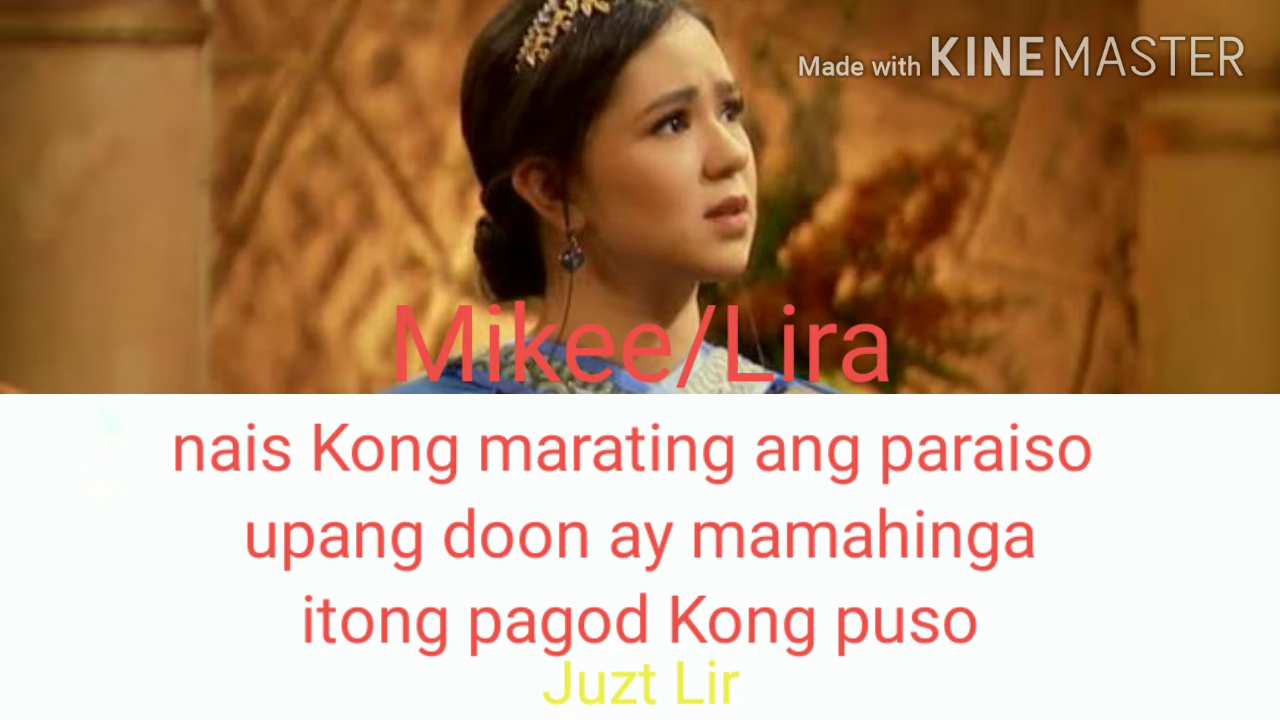 Made with KINEMASTER
Mikee/Lira
nais Kong marating ang paraiso
upang doon ay mamahinga
itong pagod Kong puso
Juzt Lir